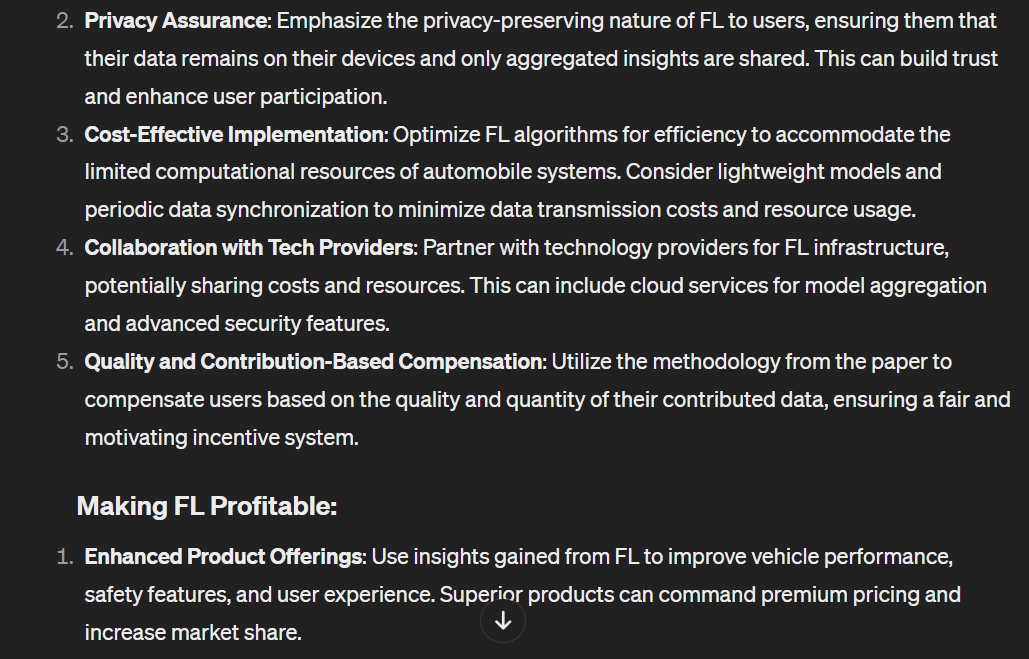 2. Privacy Assurance: Emphasize the privacy-preserving nature of FL to users, ensuring them that
their data remains on their devices and only aggregated insights are shared. This can build trust
and enhance user participation.
3. Cost-Effective Implementation: Optimize FL algorithms for efficiency to accommodate the
limited computational resources of automobile systems. Consider lightweight models and
periodic data synchronization to minimize data transmission costs and resource usage.
4. Collaboration with Tech Providers: Partner with technology providers for FL infrastructure,
potentially sharing costs and resources. This can include cloud services for model aggregation
and advanced security features.
5. Quality and Contribution-Based Compensation: Utilize the methodology from the paper to
compensate users based on the quality and quantity of their contributed data, ensuring a fair and
motivating incentive system.
Making FL Profitable:
1. Enhanced Product Offerings: Use insights gained from FL to improve vehicle performance,
safety features, and user experience. Superior products can command premium pricing and
increase market share.